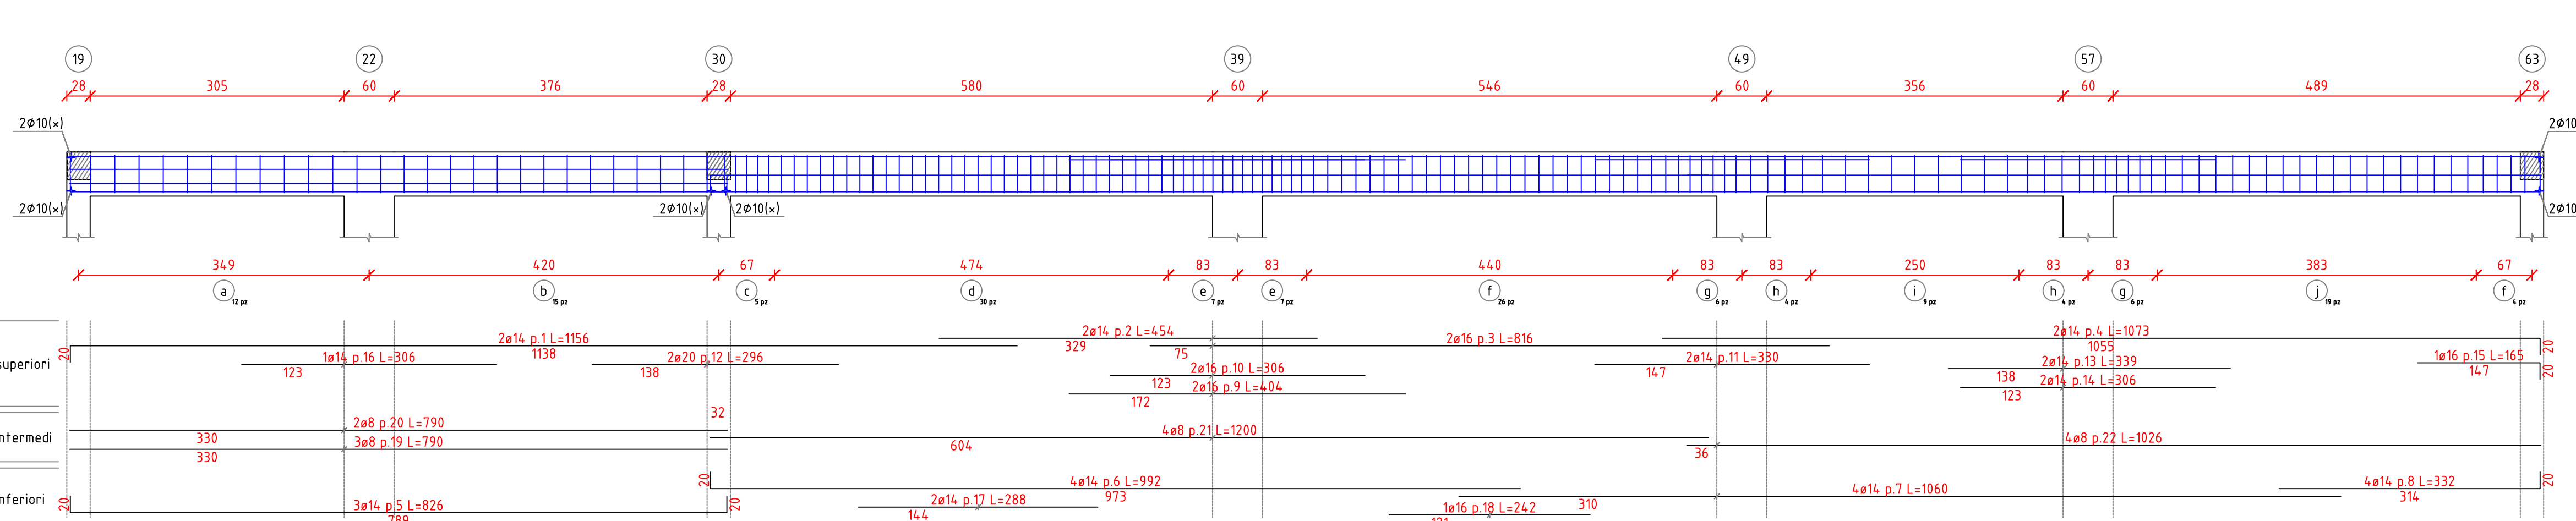 19 22 30 39 49 57 63
28 305 60 376 28 580 60 546 60 356 60 489 28
2Ø10(×) 2Ø10
2Ø10(×) 2Ø10(×) 2Ø10(×) 2Ø10
349 420 67 474 83 83 440 83 83 250 83 83 383 67
a 12 pz b 15 pz c 5 pz d 30 pz e 7 pz e 7 pz f 26 pz g 6 pz h 4 pz i 9 pz h 4 pz g 6 pz j 19 pz f 4 pz
2ø14 p.1 L=1156 2ø14 p.2 L=454 2ø16 p.3 L=816 2ø14 p.4 L=1073
20 1138 329 75 1055 20
uperiori 1ø14 p.16 L=306 2ø20 p.12 L=296 2ø16 p.10 L=306 2ø14 p.11 L=330 2ø14 p.13 L=339 1ø16 p.15 L=165
123 138 123 147 138 147 20
2ø16 p.9 L=404 2ø14 p.14 L=306
172 123
32
2ø8 p.20 L=790 4ø8 p.21 L=1200 4ø8 p.22 L=1026
ntermedi 330 604 36
3ø8 p.19 L=790
330
20 4ø14 p.6 L=992 4ø14 p.7 L=1060 4ø14 p.8 L=332 20
973 310 314
nferiori 20 3ø14 p.5 L=826 20 2ø14 p.17 L=288 1ø16 p.18 L=242
144